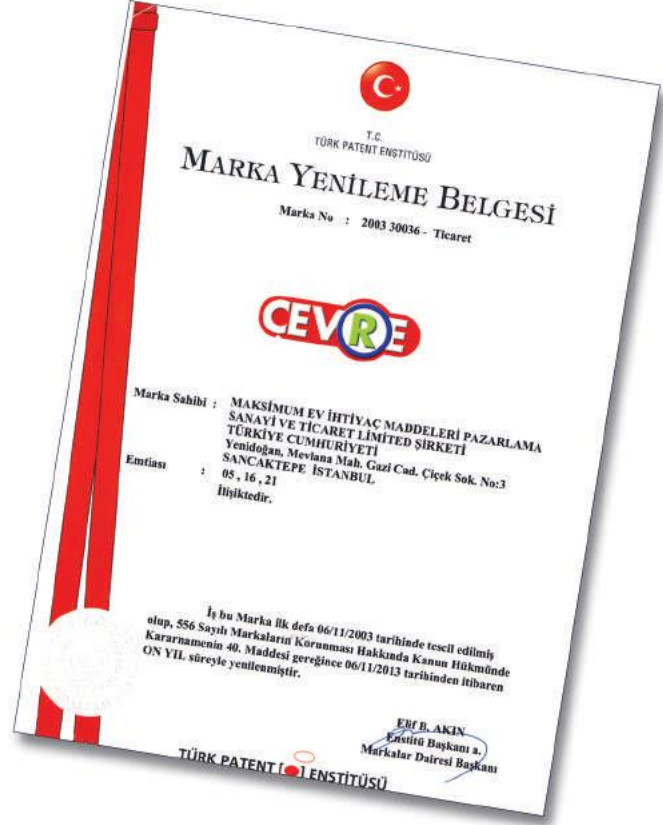 T.C.
TÜRK PATENT ENSTİTÜSÜ
MARKA YENİLEME BELGESİ
Marka No : 2003 30036 - Ticaret
ÇEVRE
Marka Sahibi : MAKSİMUM EV İHTİYAÇ MADDELERİ PAZARLAMA
SANAYİ VE TİCARET LİMİTED ŞİRKETİ
TÜRKİYE CUMHURİYETİ
Yenidoğan, Mevlana Mah. Gazi Cad. Çiçek Sok. No:3
SANCAKTEPE İSTANBUL
Emtiası : 05 , 16 , 21
İlişiktedir.
İş bu Marka ilk defa 06/11/2003 tarihinde tescil edilmiş
olup, 556 Sayılı Markaların Korunması Hakkında Kanun Hükmünde
Kararnamenin 40. Maddesi gereğince 06/11/2013 tarihinden itibaren
ON YIL süreyle yenilenmiştir.
Elif B. AKIN
Enstitü Başkanı a.
Markalar Dairesi Başkanı
TÜRK PATENT ENSTİTÜSÜ